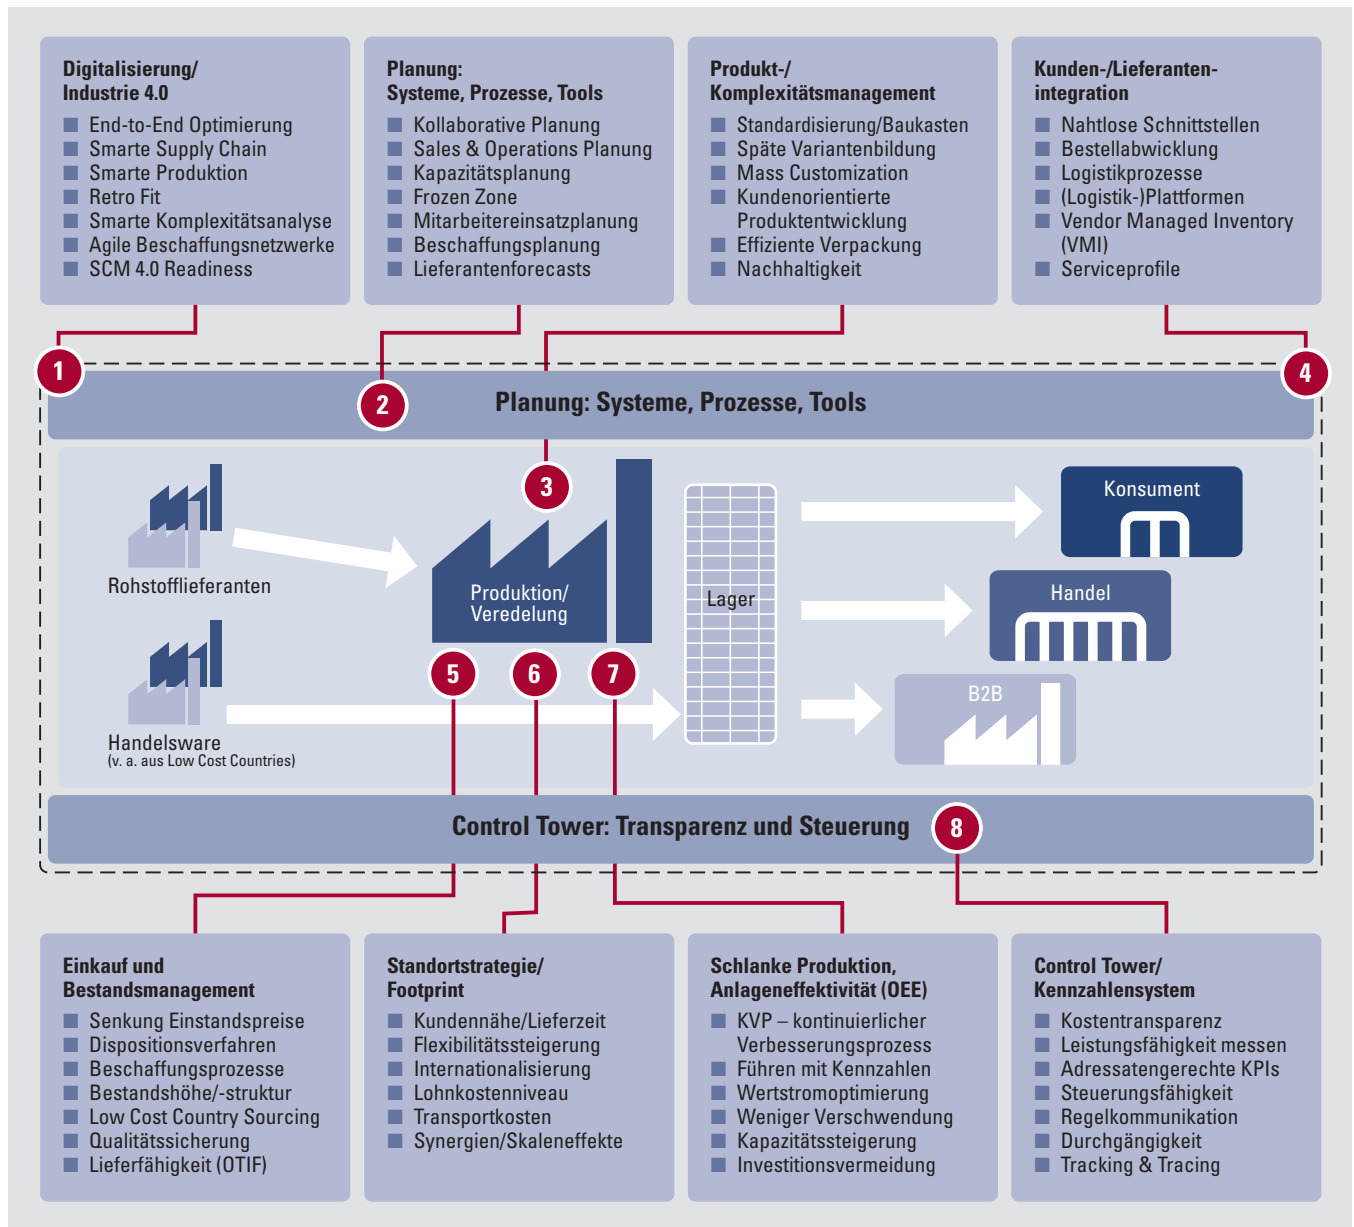 Digitalisierung/
Industrie 4.0
End-to-End Optimierung
Smarte Supply Chain
Smarte Produktion
Retro Fit
Smarte Komplexitätsanalyse
Agile Beschaffungsnetzwerke
SCM 4.0 Readiness
Planung:
Systeme, Prozesse, Tools
Kollaborative Planung
Sales & Operations Planung
Kapazitätsplanung
Frozen Zone
Mitarbeitereinsatzplanung
Beschaffungsplanung
Lieferantenforecasts
Produkt-/
Komplexitätsmanagement
Standardisierung/Baukasten
Späte Variantenbildung
Mass Customization
Kundenorientierte
Produktentwicklung
Effiziente Verpackung
Nachhaltigkeit
Kunden-/Lieferanten-
integration
Nahtlose Schnittstellen
Bestellabwicklung
Logistikprozesse
(Logistik-)Plattformen
Vendor Managed Inventory
(VMI)
Serviceprofile
1
2
4
Planung: Systeme, Prozesse, Tools
3
Rohstofflieferanten
Produktion/
Veredelung
Lager
Konsument
Handel
B2B
5
6
7
Handelsware
(v. a. aus Low Cost Countries)
Control Tower: Transparenz und Steuerung
8
Einkauf und
Bestandsmanagement
Senkung Einstandspreise
Dispositionsverfahren
Beschaffungsprozesse
Bestandshöhe/-struktur
Low Cost Country Sourcing
Qualitätssicherung
Lieferfähigkeit (OTIF)
Standortstrategie/
Footprint
Kundennähe/Lieferzeit
Flexibilitätssteigerung
Internationalisierung
Lohnkostenniveau
Transportkosten
Synergien/Skaleneffekte
Schlanke Produktion,
Anlageneffektivität (OEE)
KVP – kontinuierlicher
Verbesserungsprozess
Führen mit Kennzahlen
Wertstromoptimierung
Weniger Verschwendung
Kapazitätssteigerung
Investitionsvermeidung
Control Tower/
Kennzahlensystem
Kostentransparenz
Leistungsfähigkeit messen
Adressatengerechte KPIs
Steuerungsfähigkeit
Regelkommunikation
Durchgängigkeit
Tracking & Tracing